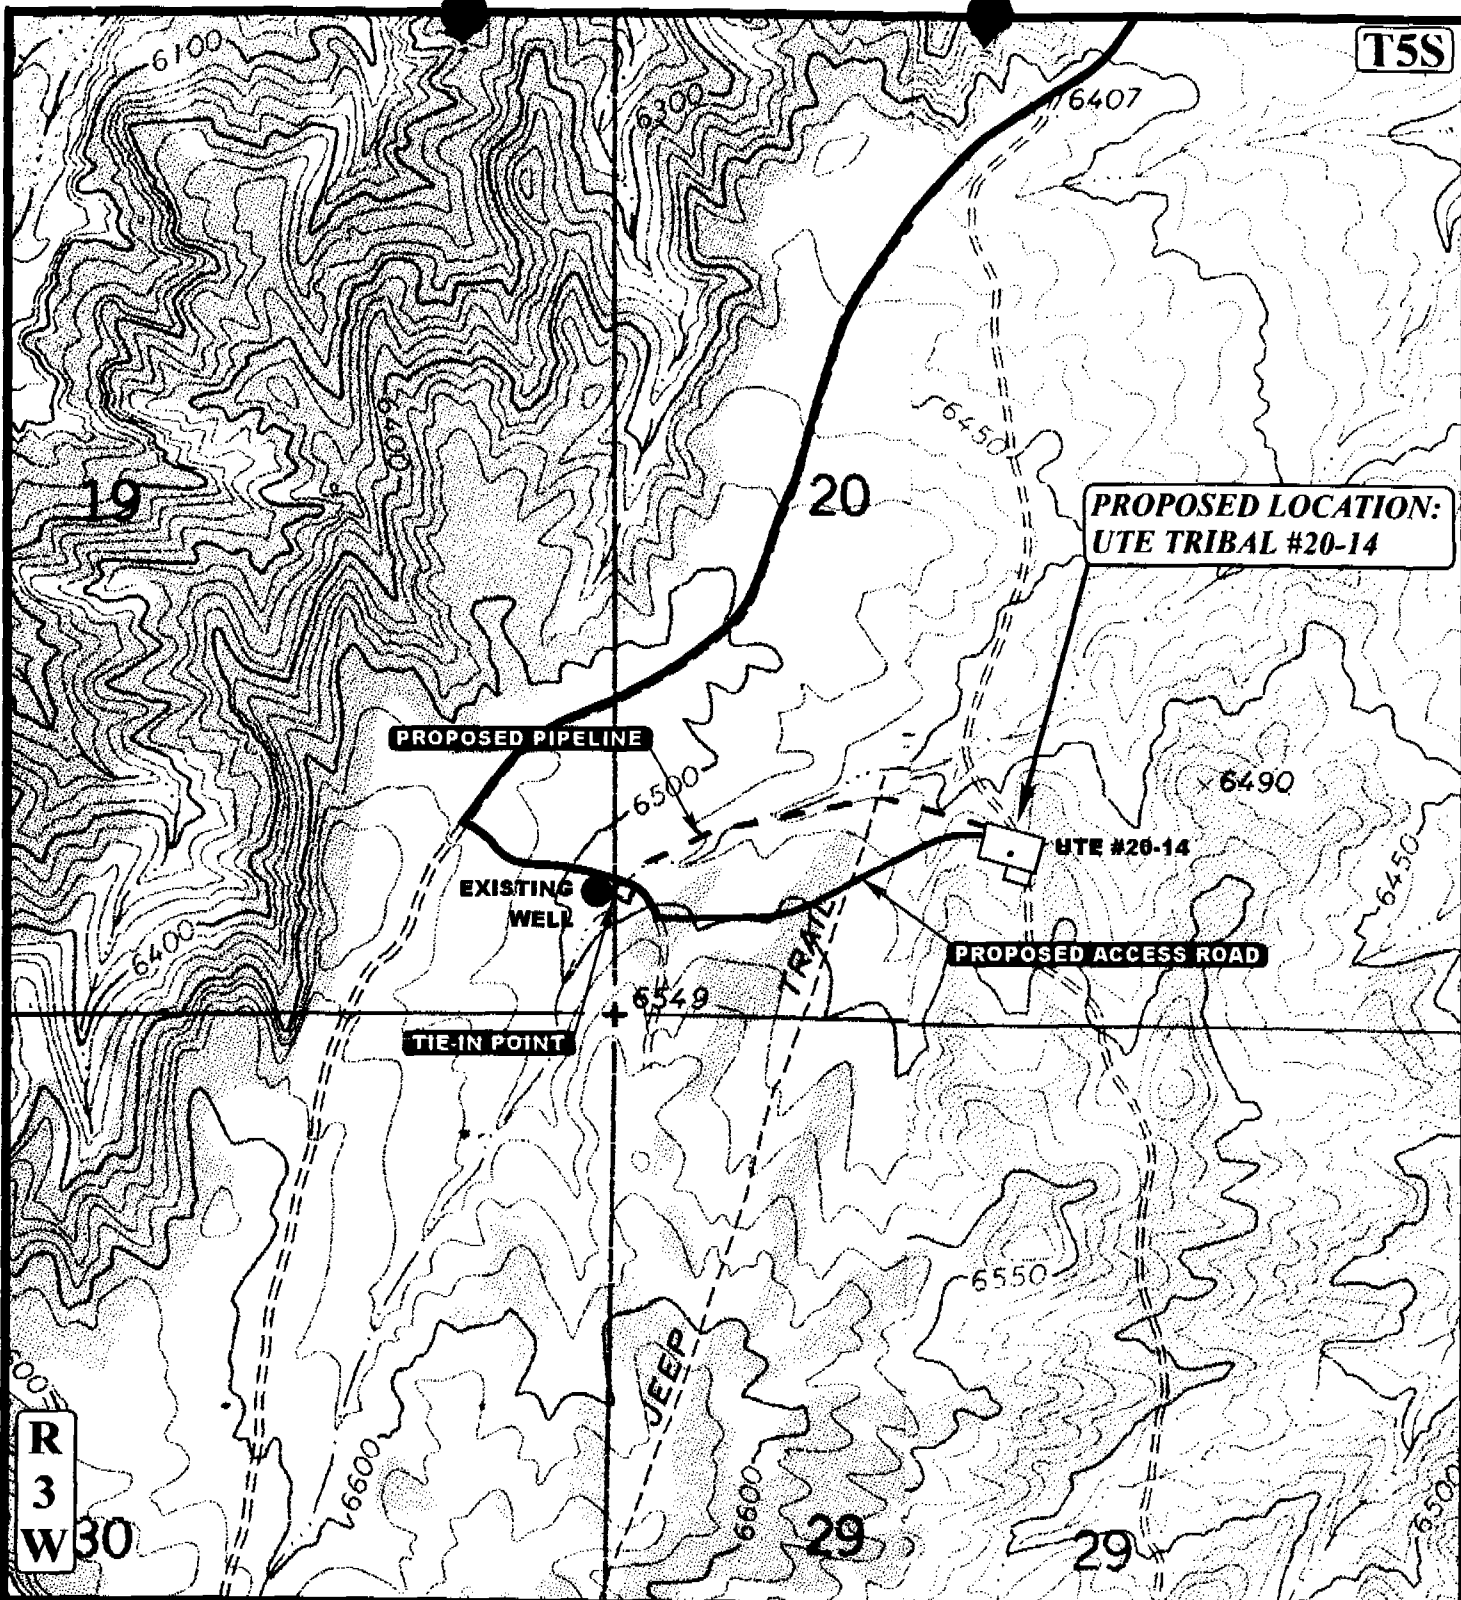 T5S
6100
6300
6407
6400
6450
19
20
PROPOSED LOCATION:
UTE TRIBAL #20-14
PROPOSED PIPELINE
6500
× 6490
UTE #20-14
EXISTING
WELL
6450
TRAIL
PROPOSED ACCESS ROAD
6400
6549
TIE-IN POINT
6550
JEEP
R
3
W
30
6600
6600
29
29
6500